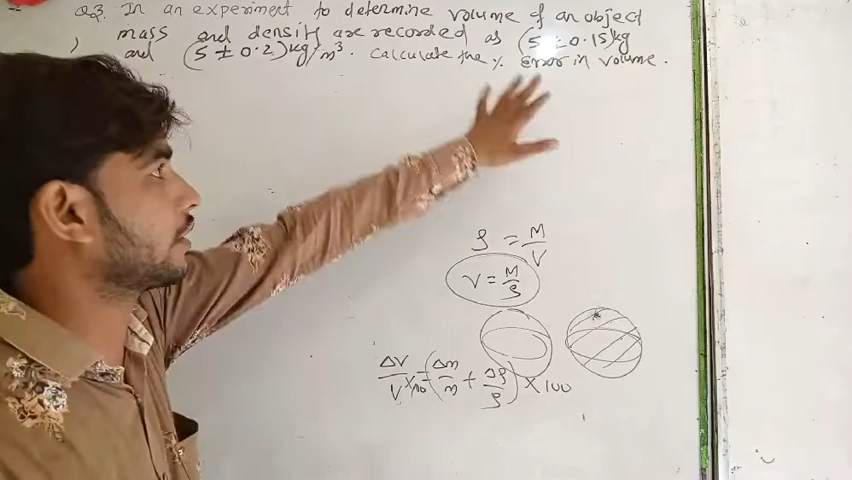 Q3. In an experiment to determine volume of an object
mass and density are recorded as (5 ± 0.15)kg
and (5 ± 0.2)kg/m³. Calculate the % error in volume.
ρ = M/V
V = M/ρ
ΔV/V × 100 = (Δm/m + Δρ/ρ) × 100